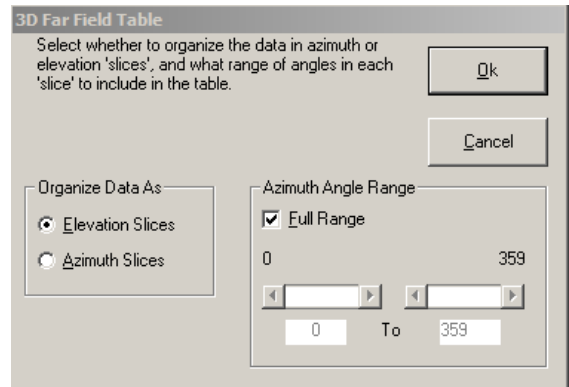 3D Far Field Table
Select whether to organize the data in azimuth or
elevation 'slices', and what range of angles in each
'slice' to include in the table.
Ok
Cancel
Organize Data As
Elevation Slices
Azimuth Slices
Azimuth Angle Range
Full Range
0 359
0 To 359